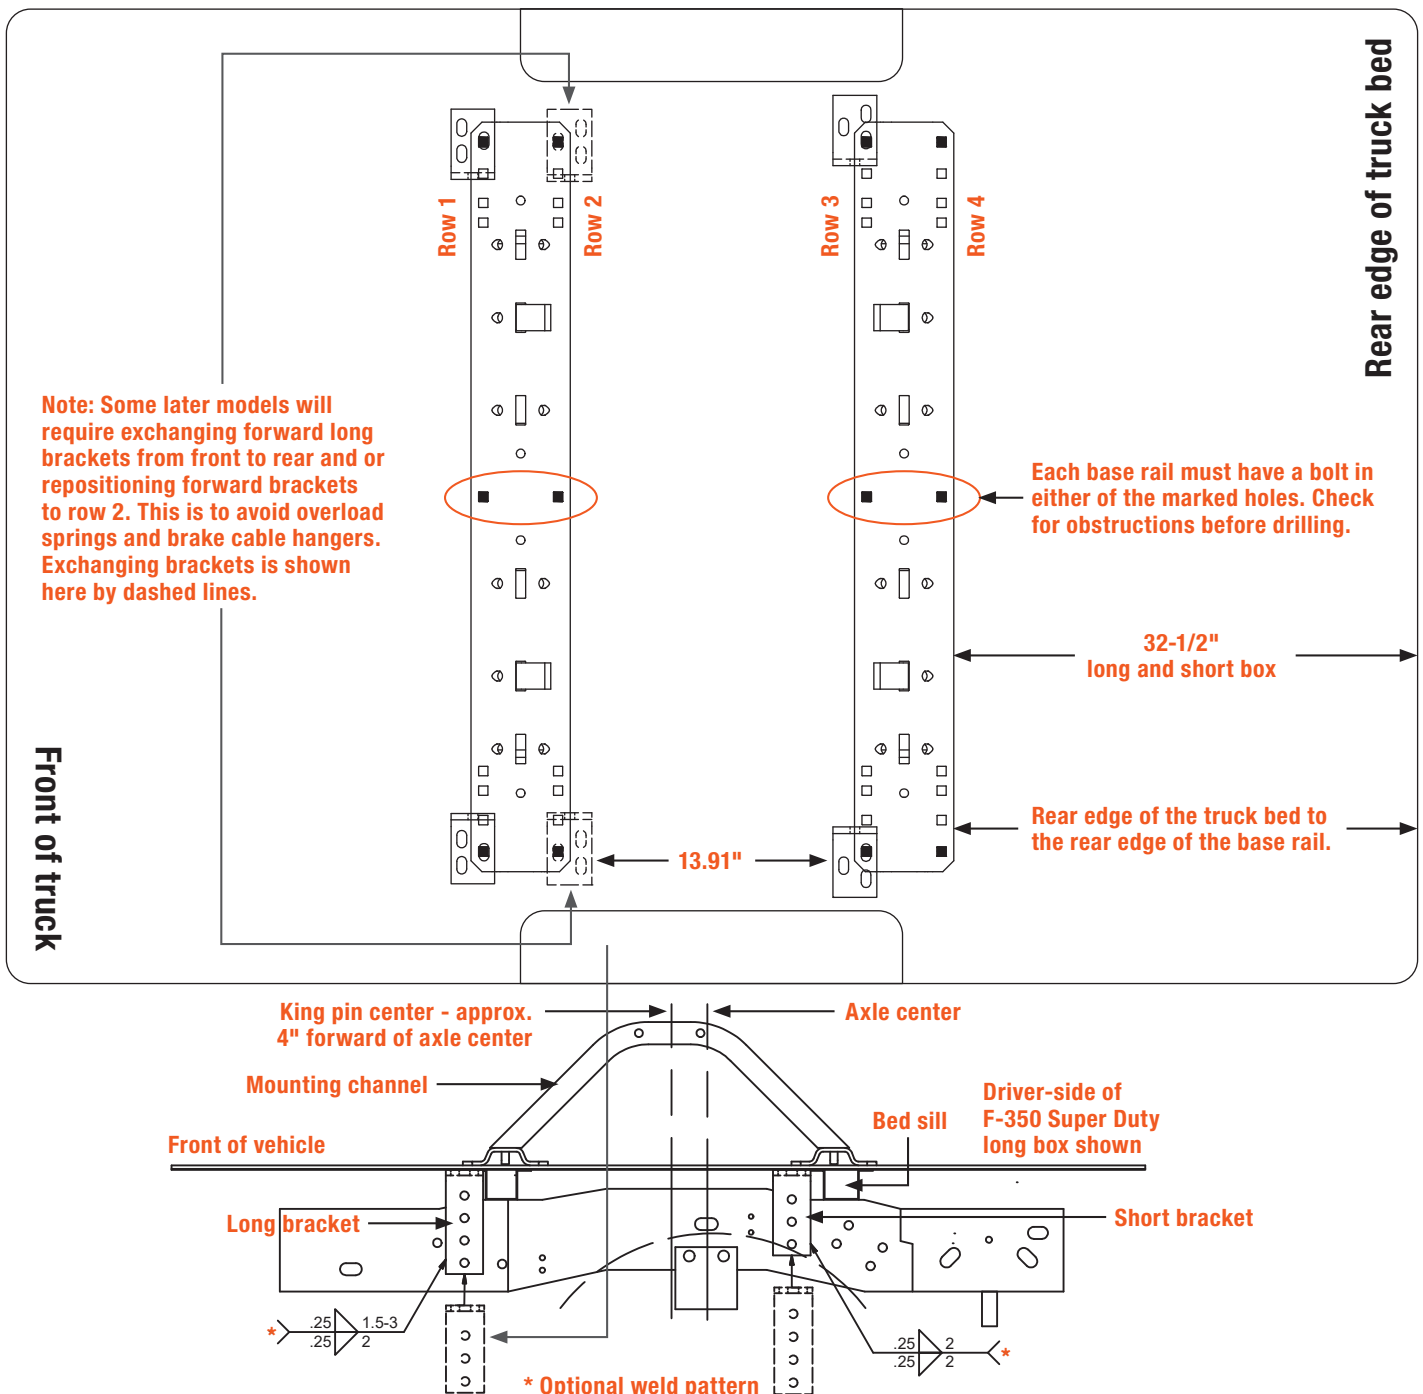 Rear edge of truck bed
Row 1
Row 2
Row 3
Row 4
Note: Some later models will
require exchanging forward long
brackets from front to rear and or
repositioning forward brackets
to row 2. This is to avoid overload
springs and brake cable hangers.
Exchanging brackets is shown
here by dashed lines.
Each base rail must have a bolt in
either of the marked holes. Check
for obstructions before drilling.
32-1/2"
long and short box
Front of truck
Rear edge of the truck bed to
the rear edge of the base rail.
13.91"
King pin center - approx.
4" forward of axle center
Axle center
Mounting channel
Driver-side of
F-350 Super Duty
long box shown
Bed sill
Front of vehicle
Long bracket
Short bracket
* .25 1.5-3
.25 2
.25 2
.25 2 *
* Optional weld pattern